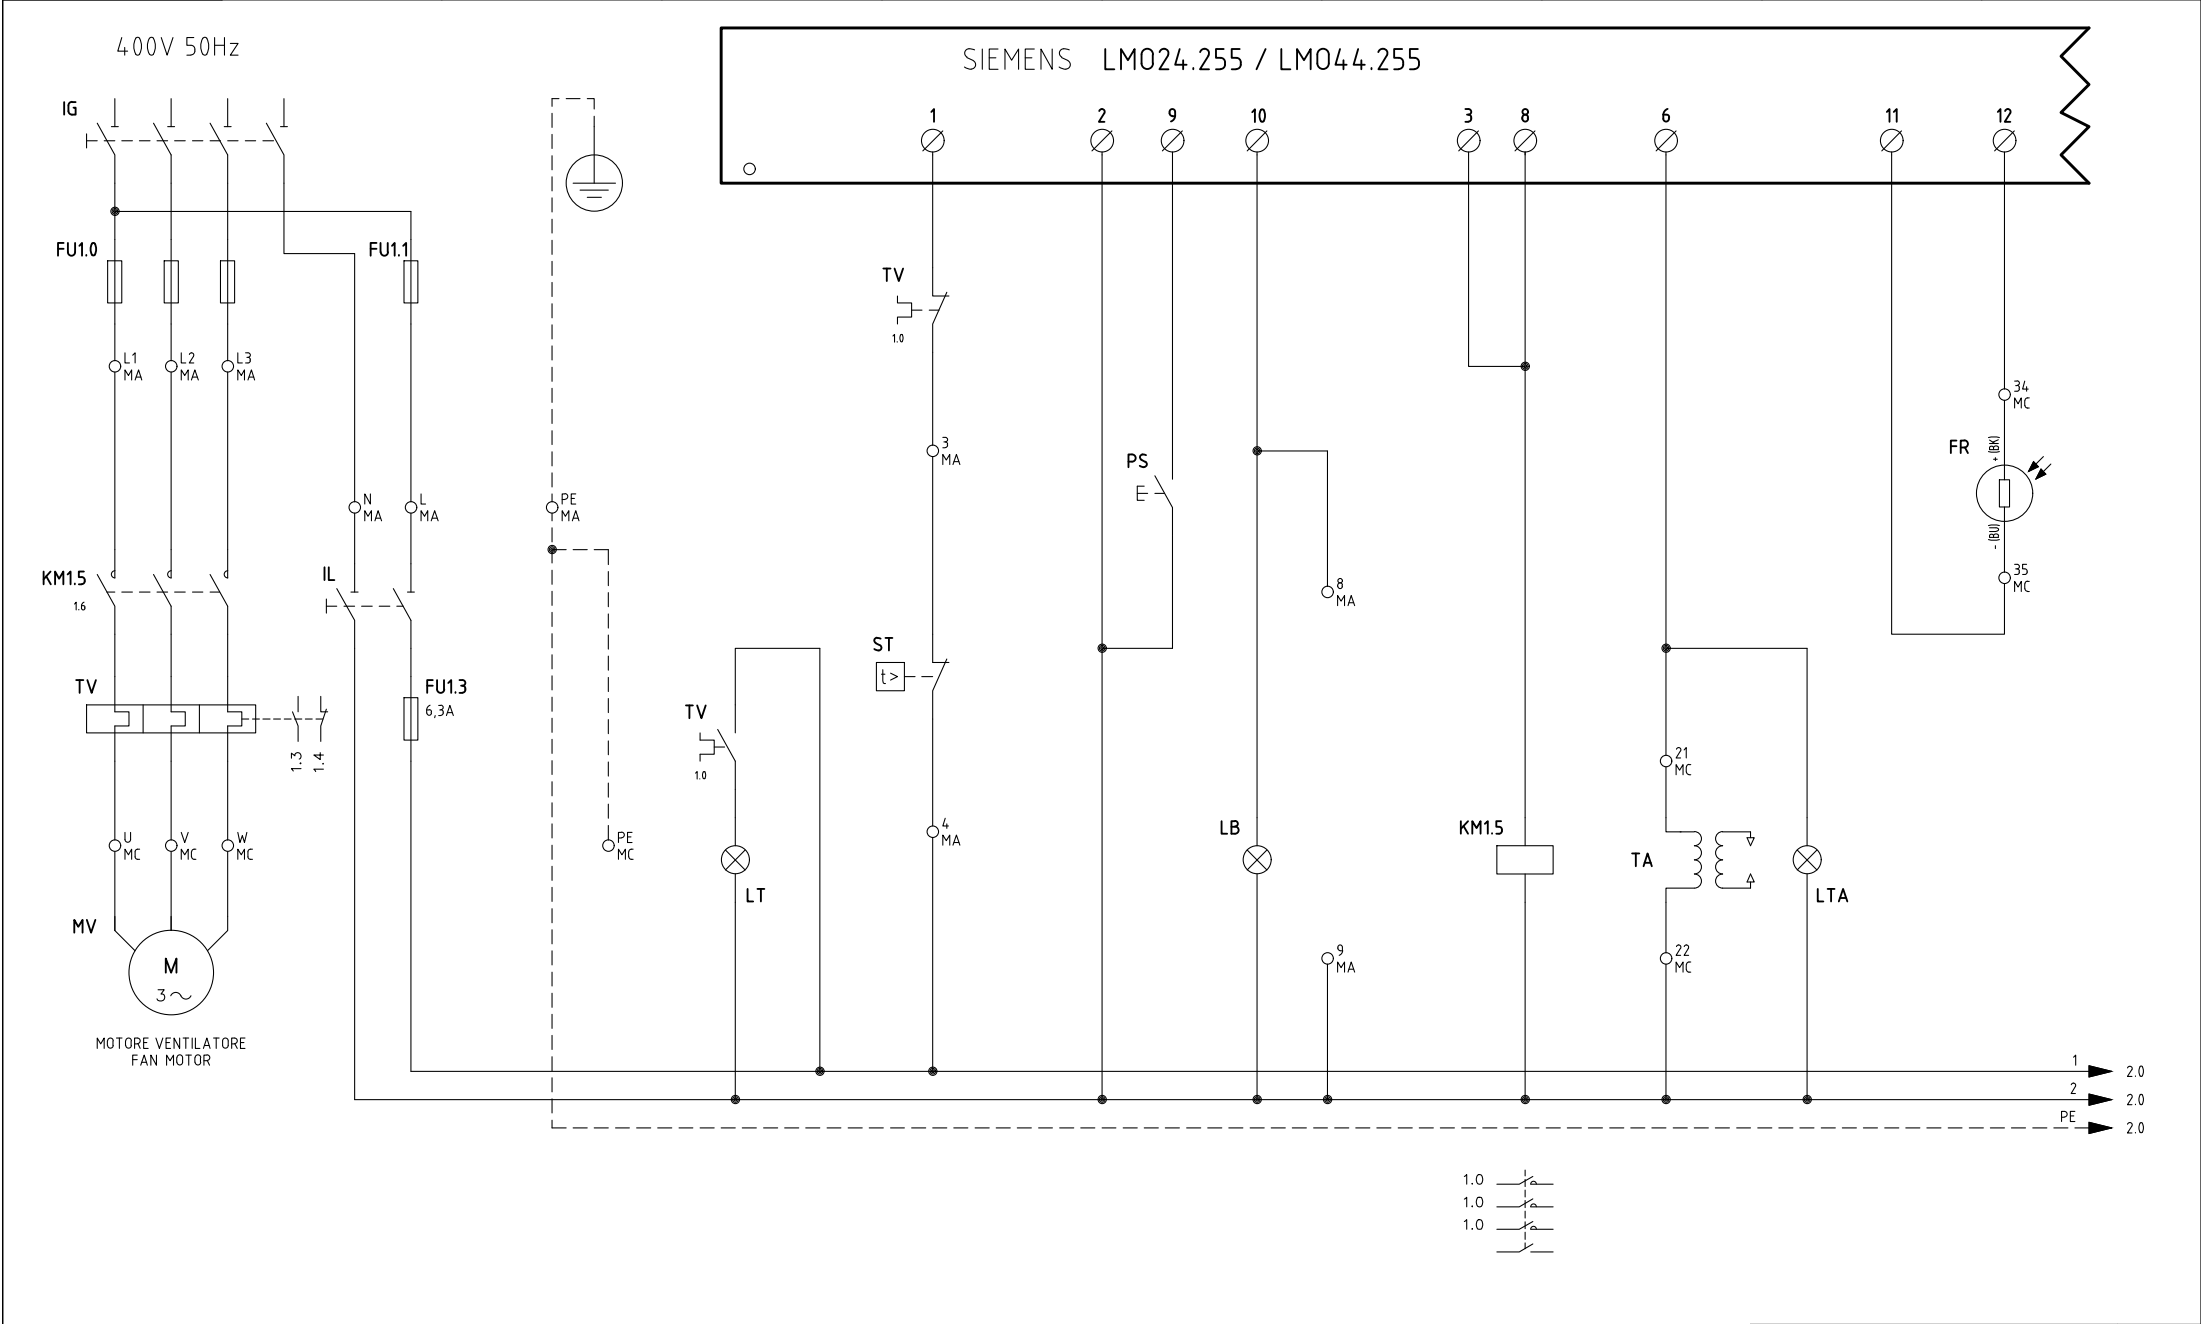 400V 50Hz
SIEMENS LMO24.255 / LMO44.255
IG
1
2
9
10
3
8
6
11
12
FU1.0
FU1.1
TV
1.0
L1
MA
L2
MA
L3
MA
34
MC
3
MA
PS
FR
+ (BK)
- (BU)
N
MA
L
MA
PE
MA
KM1.5
1.6
IL
8
MA
35
MC
ST
t>
TV
FU1.3
6,3A
TV
1.0
1.3
1.4
21
MC
U
MC
V
MC
W
MC
PE
MC
4
MA
LB
KM1.5
TA
LT
LTA
MV
M
3~
9
MA
22
MC
MOTORE VENTILATORE
FAN MOTOR
1
2.0
2
2.0
PE
2.0
1.0
1.0
1.0